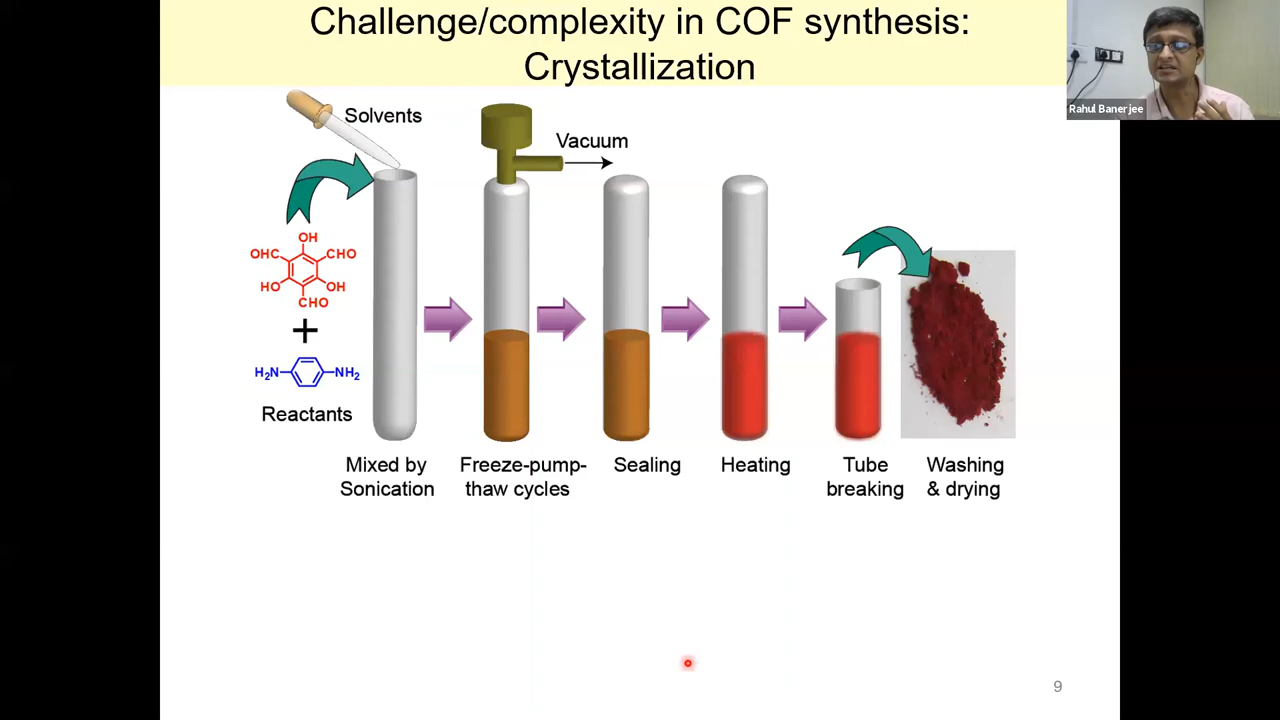 Challenge/complexity in COF synthesis:
Crystallization
Rahul Banerjee
Solvents
Vacuum
OH
OHC
CHO
HO
OH
CHO
+
H₂N
NH₂
Reactants
Mixed by
Sonication
Freeze-pump-
thaw cycles
Sealing
Heating
Tube
breaking
Washing
& drying
9